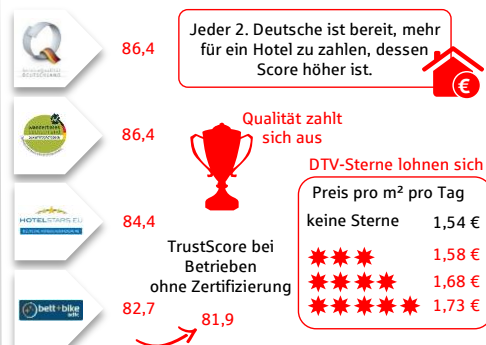 Jeder 2. Deutsche ist bereit, mehr
für ein Hotel zu zahlen, dessen
Score höher ist.
€
86,4
Qualität zahlt
sich aus
wanderbares
deutschland
86,4
DTV-Sterne lohnen sich
Preis pro m² pro Tag
keine Sterne 1,54 €
1,58 €
1,68 €
1,73 €
HOTELSTARS.EU
84,4
TrustScore bei
Betrieben
ohne Zertifizierung
81,9
bett+bike
adfc
82,7